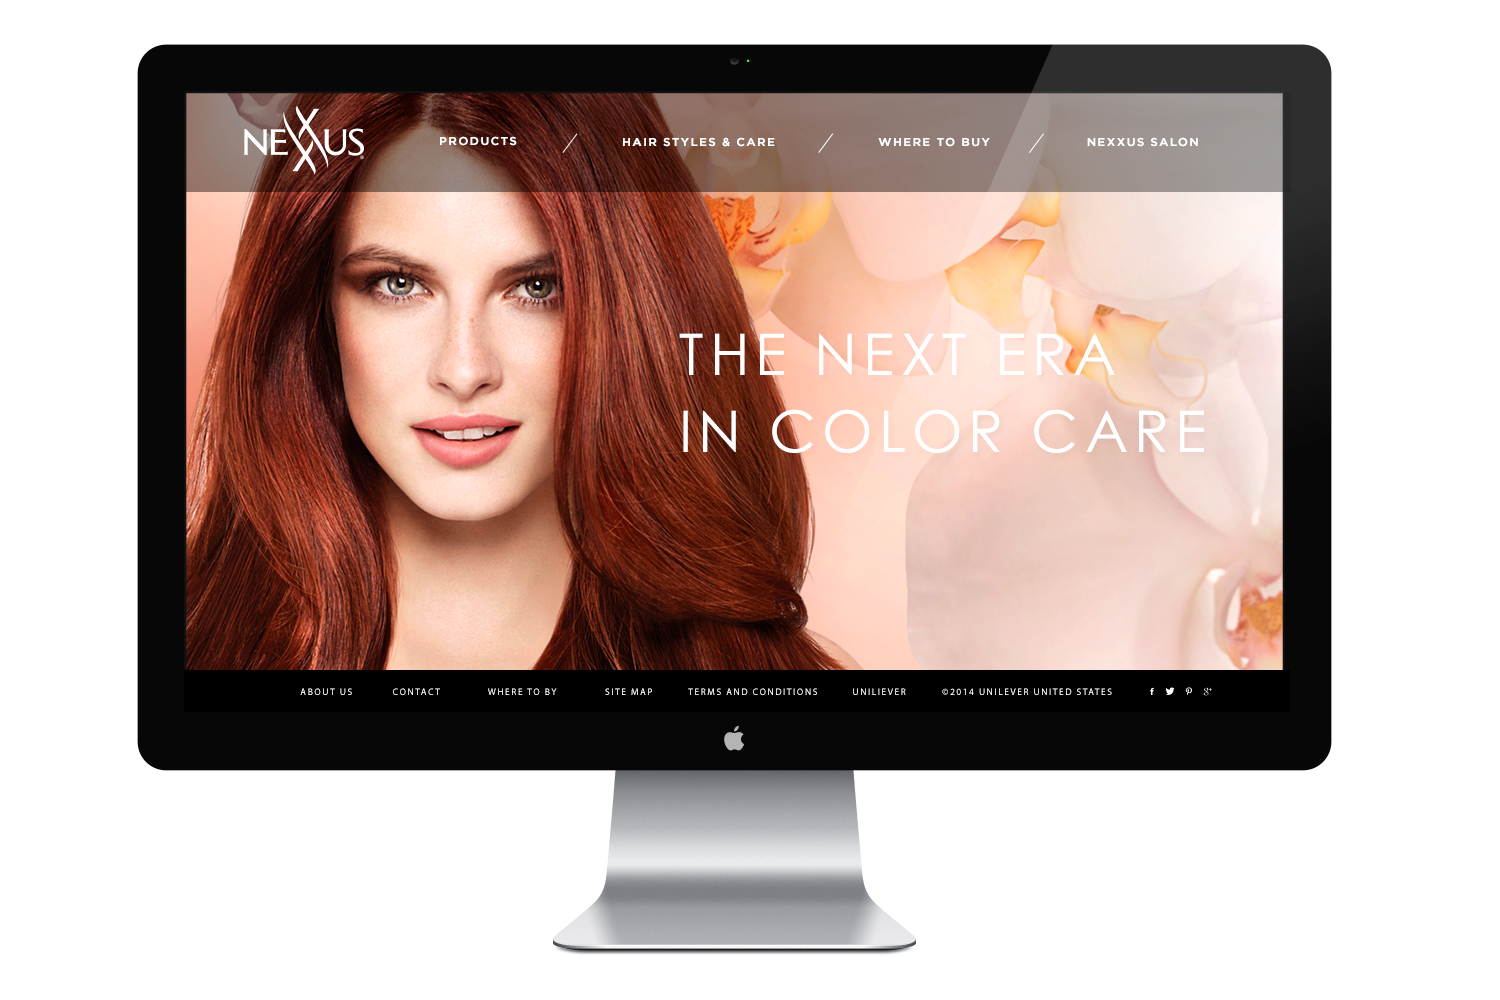 NEXXUS®
PRODUCTS / HAIR STYLES & CARE / WHERE TO BUY / NEXXUS SALON
THE NEXT ERA
IN COLOR CARE
ABOUT US CONTACT WHERE TO BY SITE MAP TERMS AND CONDITIONS UNILIEVER ©2014 UNILEVER UNITED STATES f g+